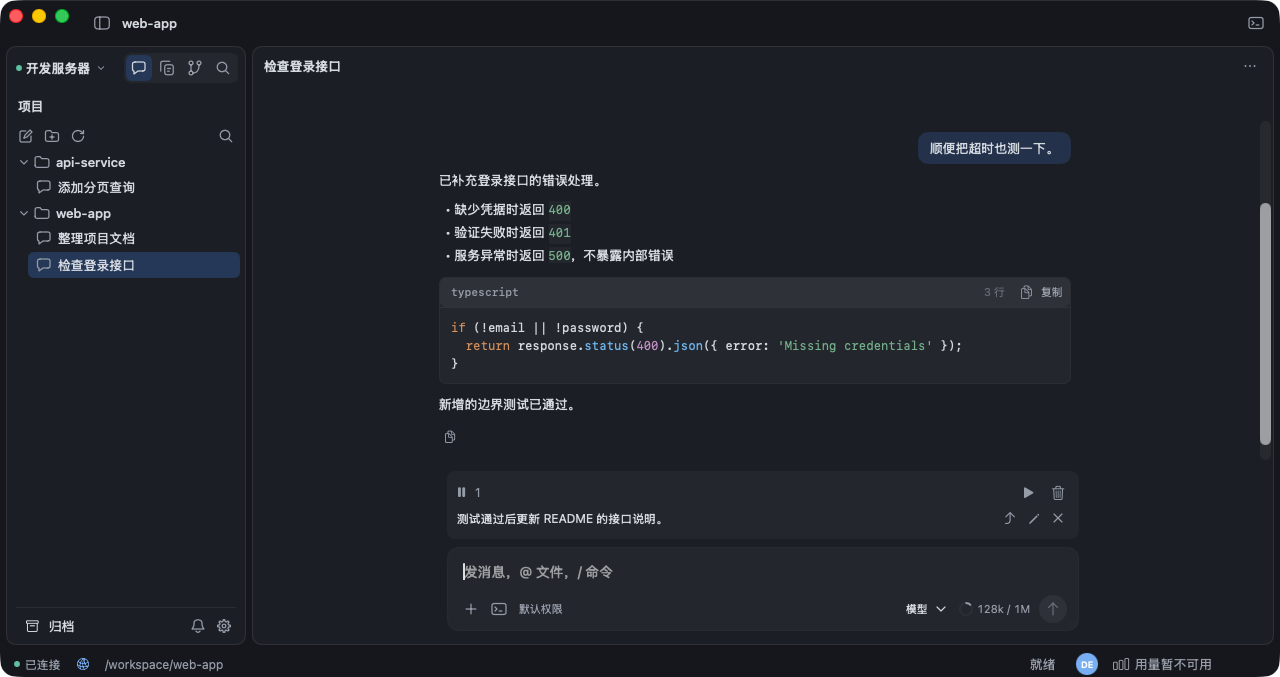 web-app
开发服务器
项目
api-service
添加分页查询
web-app
整理项目文档
检查登录接口
归档
检查登录接口
顺便把超时也测一下。
已补充登录接口的错误处理。
• 缺少凭据时返回 400
• 验证失败时返回 401
• 服务异常时返回 500，不暴露内部错误
typescript 3 行 复制
if (!email || !password) {
  return response.status(400).json({ error: 'Missing credentials' });
}
新增的边界测试已通过。
1
测试通过后更新 README 的接口说明。
发消息，@ 文件，/ 命令
默认权限 模型 128k / 1M
已连接 /workspace/web-app 就绪 DE 用量暂不可用